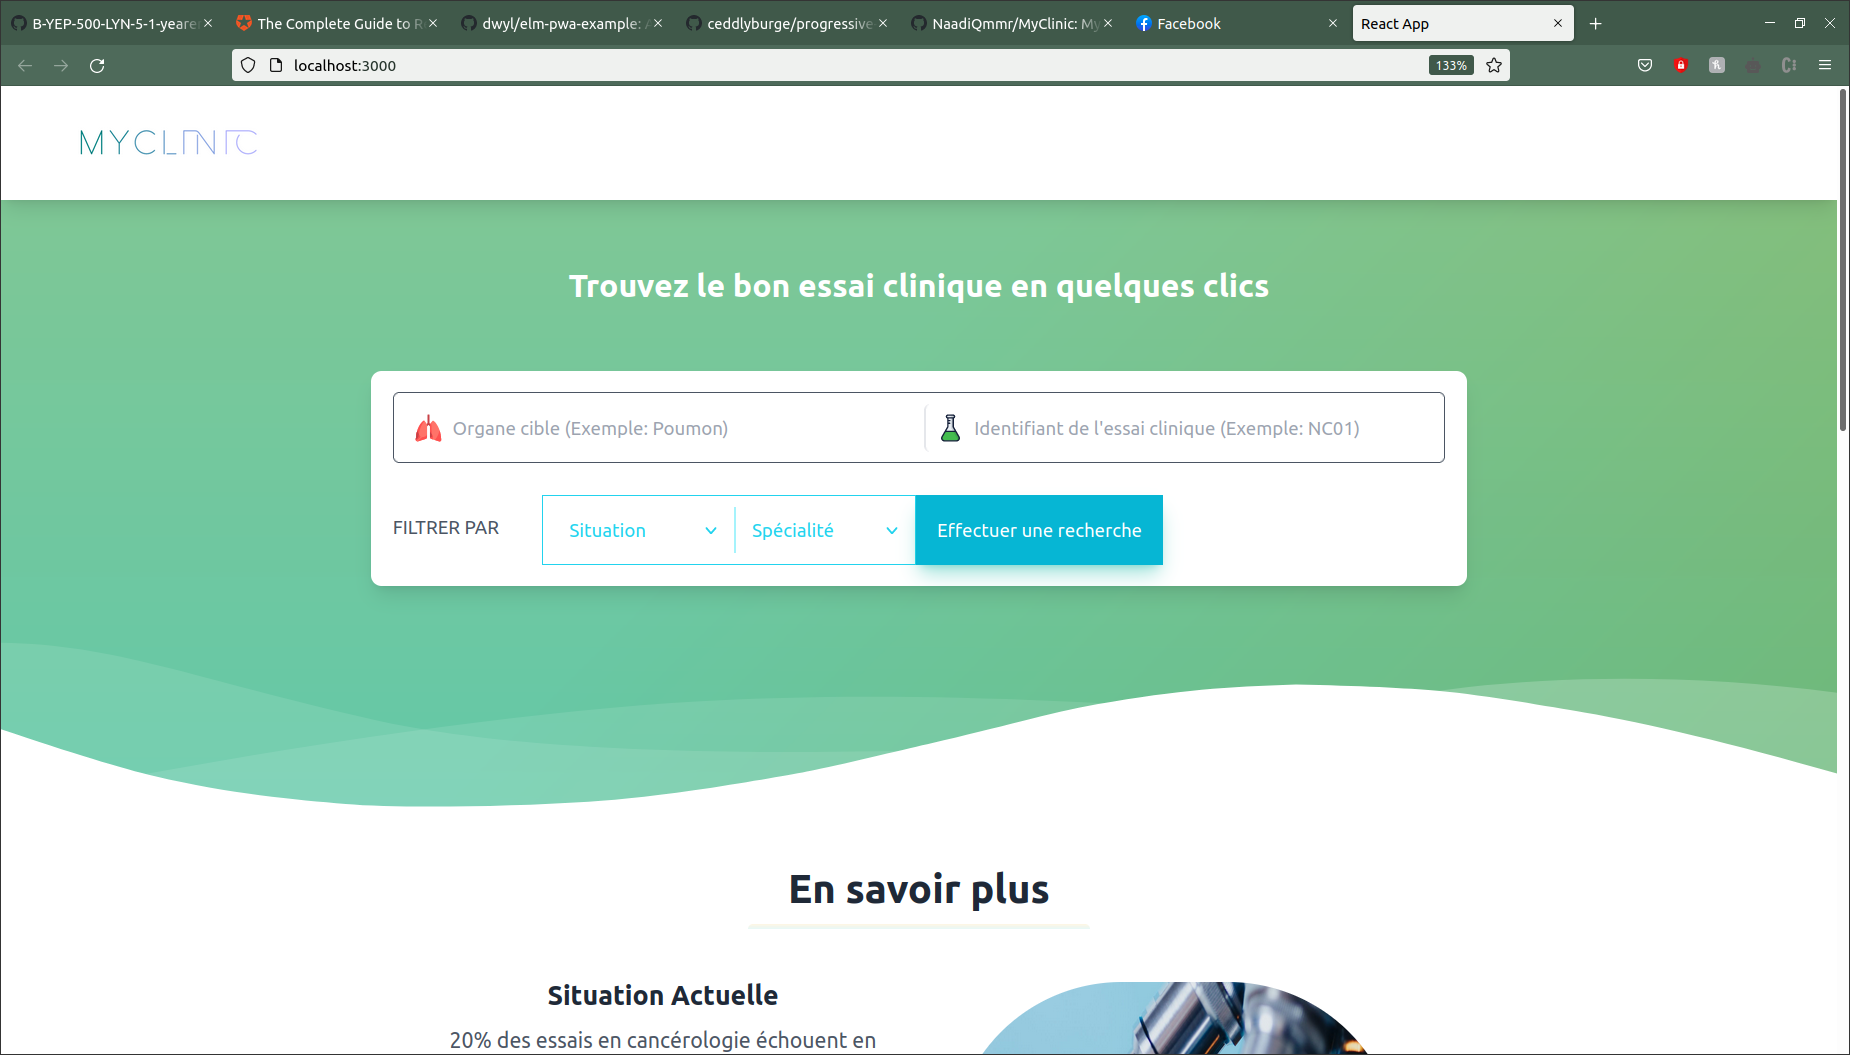 B-YEP-500-LYN-5-1-yearen
The Complete Guide to R
dwyl/elm-pwa-example: A
ceddlyburge/progressive
NaadiQmmr/MyClinic: My
Facebook
React App
localhost:3000
133%
MYCLINIC
Trouvez le bon essai clinique en quelques clics
Organe cible (Exemple: Poumon)
Identifiant de l'essai clinique (Exemple: NC01)
FILTRER PAR
Situation
Spécialité
Effectuer une recherche
En savoir plus
Situation Actuelle
20% des essais en cancérologie échouent en